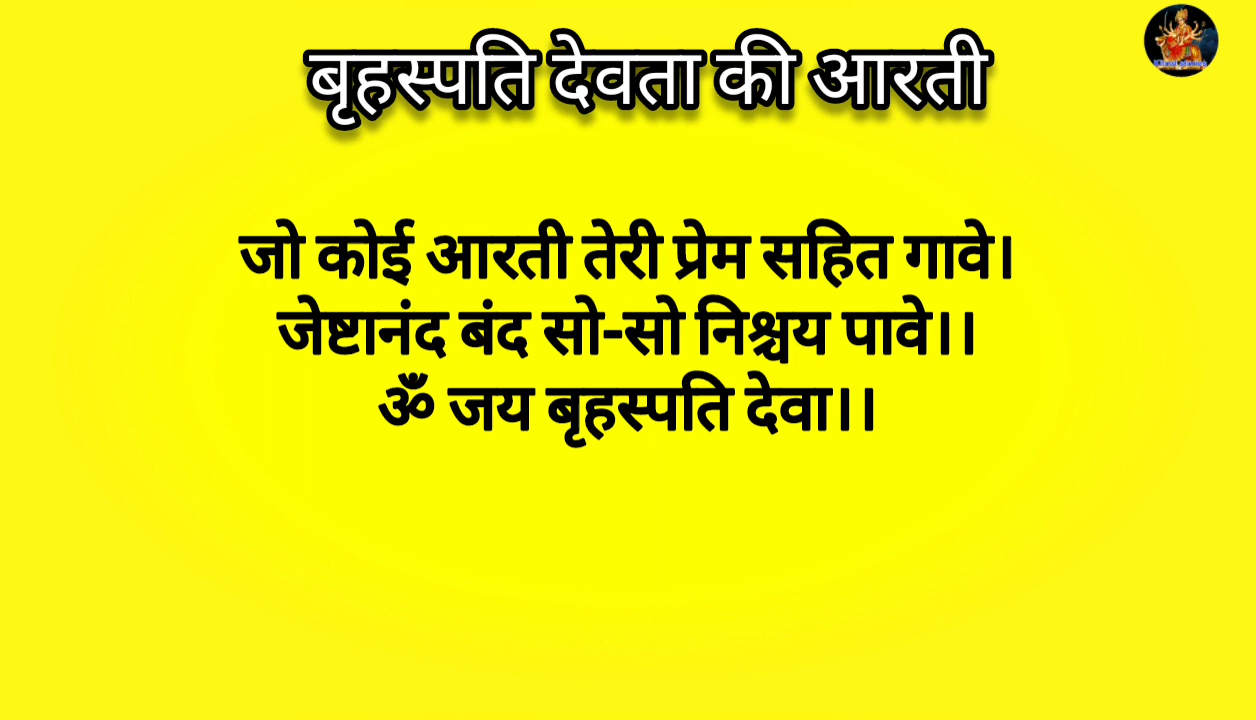 बृहस्पति देवता की आरती
जो कोई आरती तेरी प्रेम सहित गावे।
जेष्टानंद बंद सो-सो निश्चय पावे।।
ॐ जय बृहस्पति देवा।।